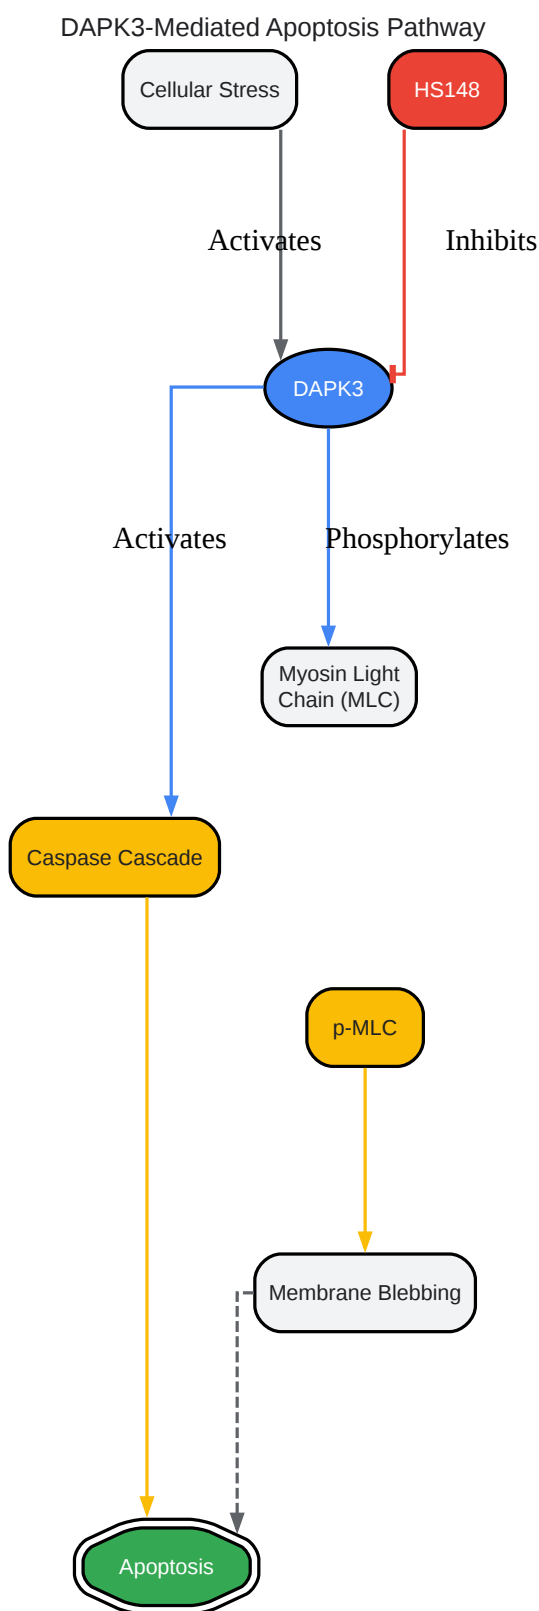 DAPK3-Mediated Apoptosis Pathway
Cellular Stress
HS148
Activates
Inhibits
DAPK3
Activates
Phosphorylates
Myosin Light
Chain (MLC)
Caspase Cascade
p-MLC
Membrane Blebbing
Apoptosis